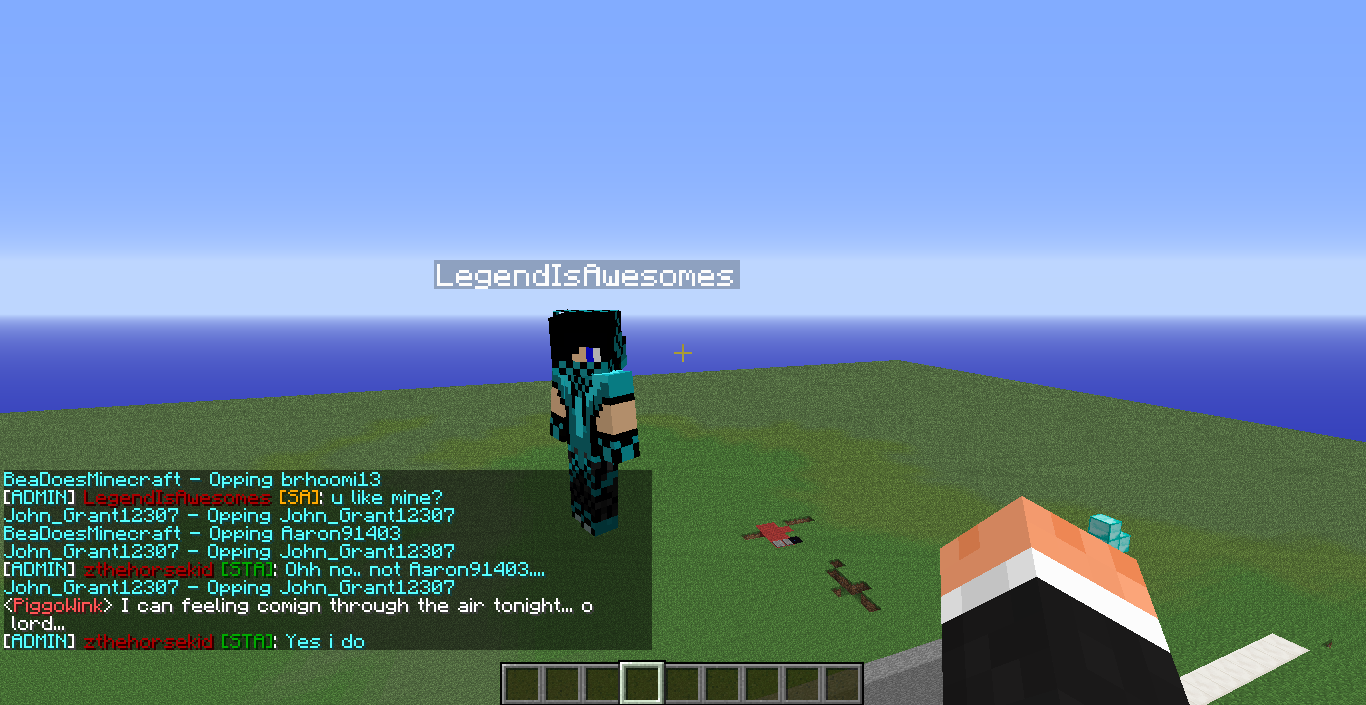 LegendIsAwesomes
BeaDoesMinecraft - Opping brhoomi13
[ADMIN] LegendIsAwesomes [SA]: u like mine?
John_Grant12307 - Opping John_Grant12307
BeaDoesMinecraft - Opping Aaron91403
John_Grant12307 - Opping John_Grant12307
[ADMIN] zthehorsekid [STA]: Ohh no.. not Aaron91403....
John_Grant12307 - Opping John_Grant12307
<PiggoWink> I can feeling comign through the air tonight... o
lord...
[ADMIN] zthehorsekid [STA]: Yes i do